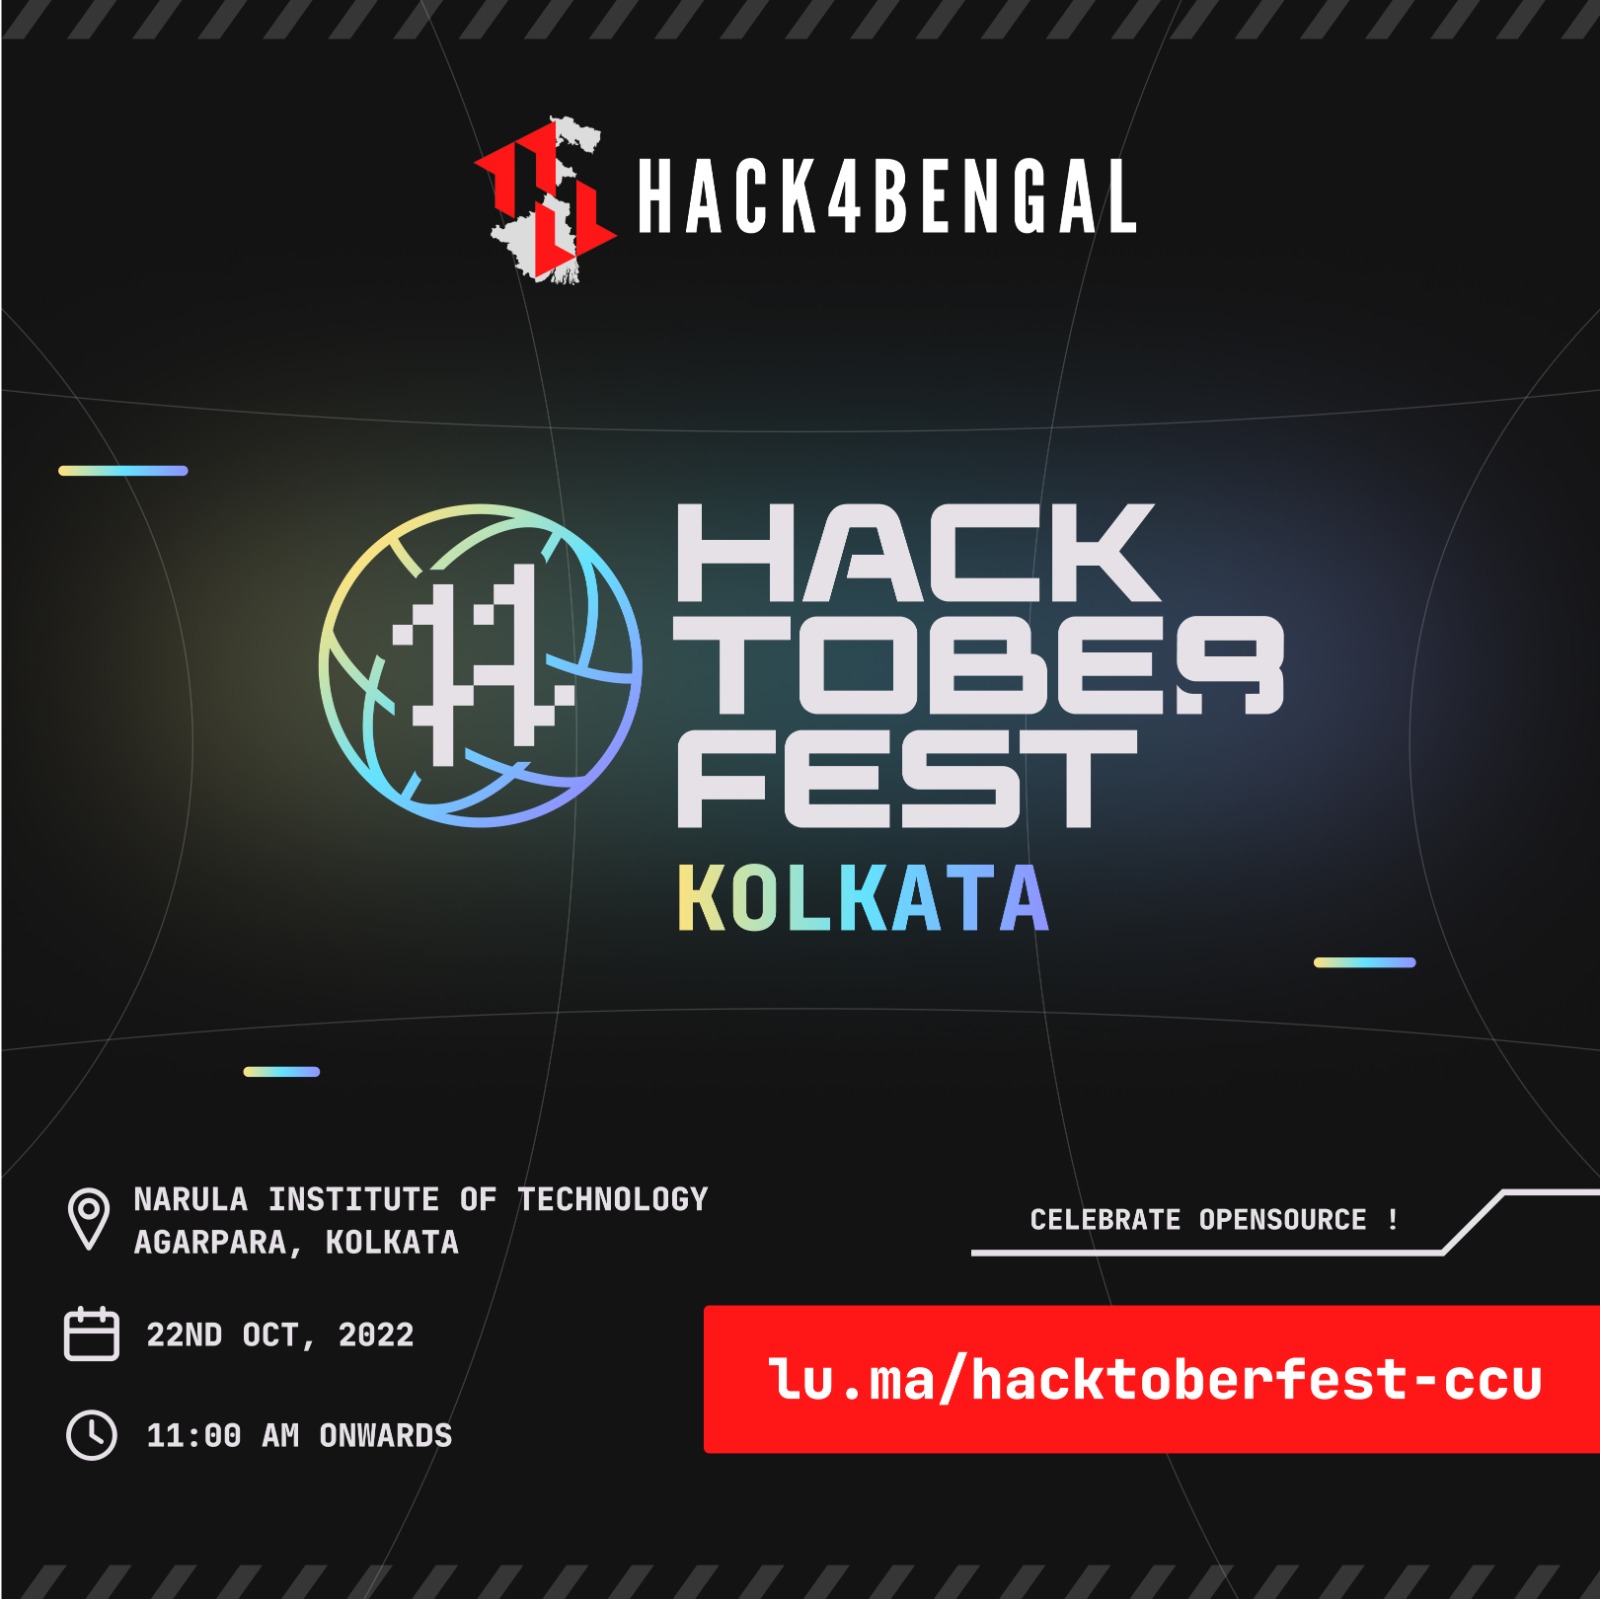 HACK4BENGAL
HACK
TOBER
FEST
KOLKATA
NARULA INSTITUTE OF TECHNOLOGY
AGARPARA, KOLKATA
22ND OCT, 2022
11:00 AM ONWARDS
CELEBRATE OPENSOURCE !
lu.ma/hacktoberfest-ccu